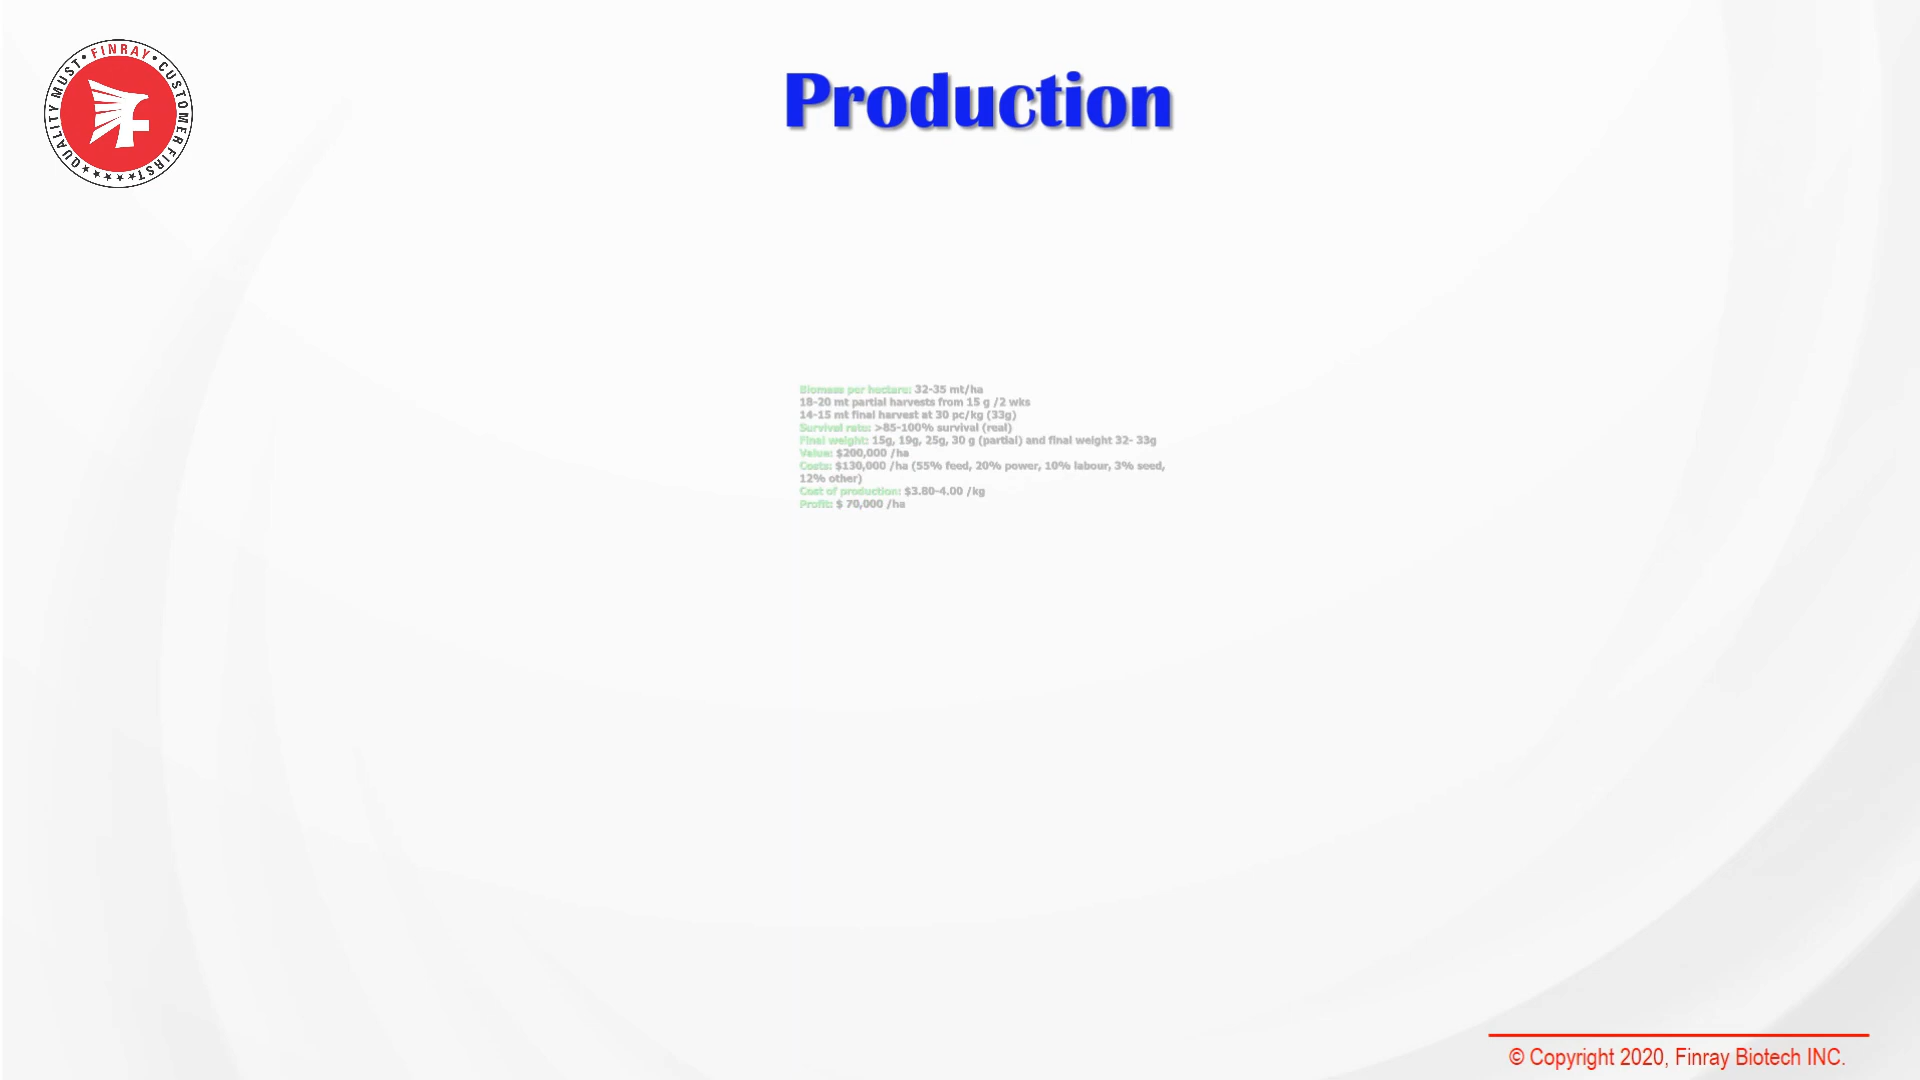 QUALITY MUST • FINRAY • CUSTOMER FIRST
Production
Biomass per hectare: 32-35 mt/ha
18-20 mt partial harvests from 15 g /2 wks
14-15 mt final harvest at 30 pc/kg (33g)
Survival rate: >85-100% survival (real)
Final weight: 15g, 19g, 25g, 30 g (partial) and final weight 32- 33g
Value: $200,000 /ha
Costs: $130,000 /ha (55% feed, 20% power, 10% labour, 3% seed,
12% other)
Cost of production: $3.80-4.00 /kg
Profit: $ 70,000 /ha
© Copyright 2020, Finray Biotech INC.